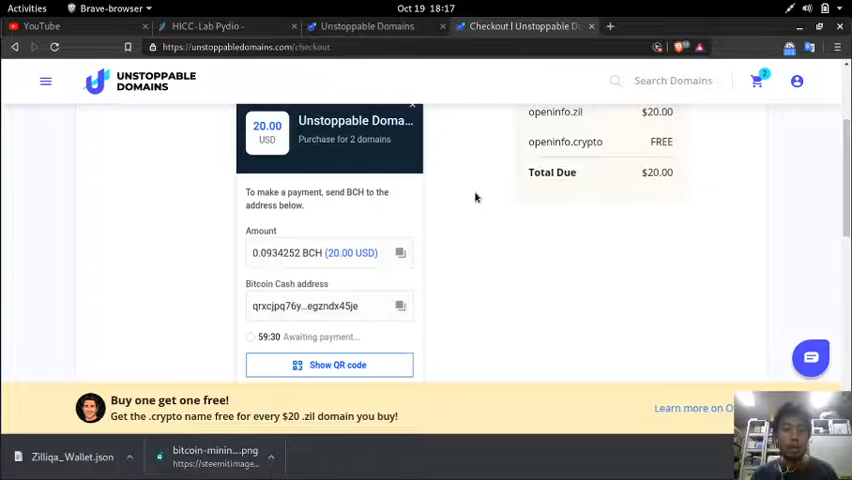 Activities
Brave-browser
Oct 19 18:17
YouTube
HICC-Lab Pydio -
Unstoppable Domains
Checkout | Unstoppable D
https://unstoppabledomains.com/checkout
UNSTOPPABLE
DOMAINS
Search Domains
2
20.00
USD
Unstoppable Doma...
Purchase for 2 domains
To make a payment, send BCH to the
address below.
Amount
0.0934252 BCH (20.00 USD)
Bitcoin Cash address
qrxcjpq76y...egzndx45je
59:30 Awaiting payment...
Show QR code
openinfo.zil $20.00
openinfo.crypto FREE
Total Due $20.00
Buy one get one free!
Get the .crypto name free for every $20 .zil domain you buy!
Learn more on O
Zilliqa_Wallet.json
bitcoin-minin....png
https://steemitimage...